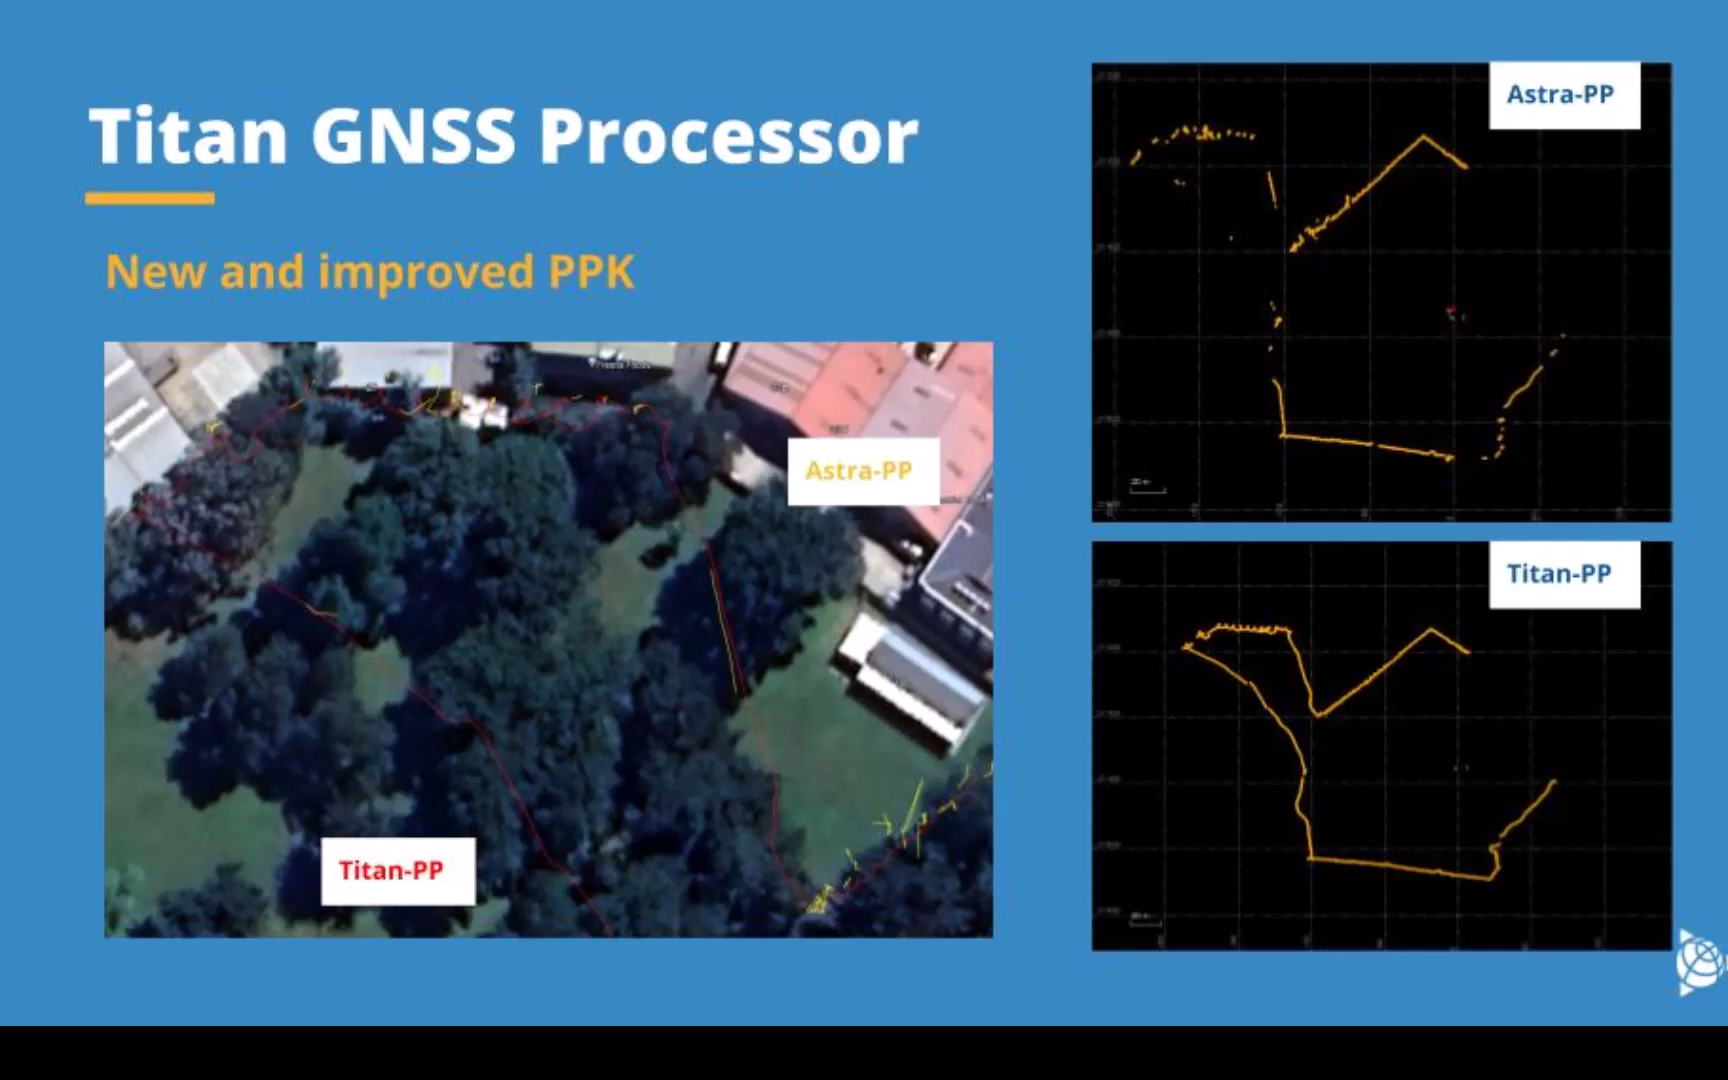 Titan GNSS Processor
New and improved PPK
Astra-PP
Titan-PP
Astra-PP
Titan-PP